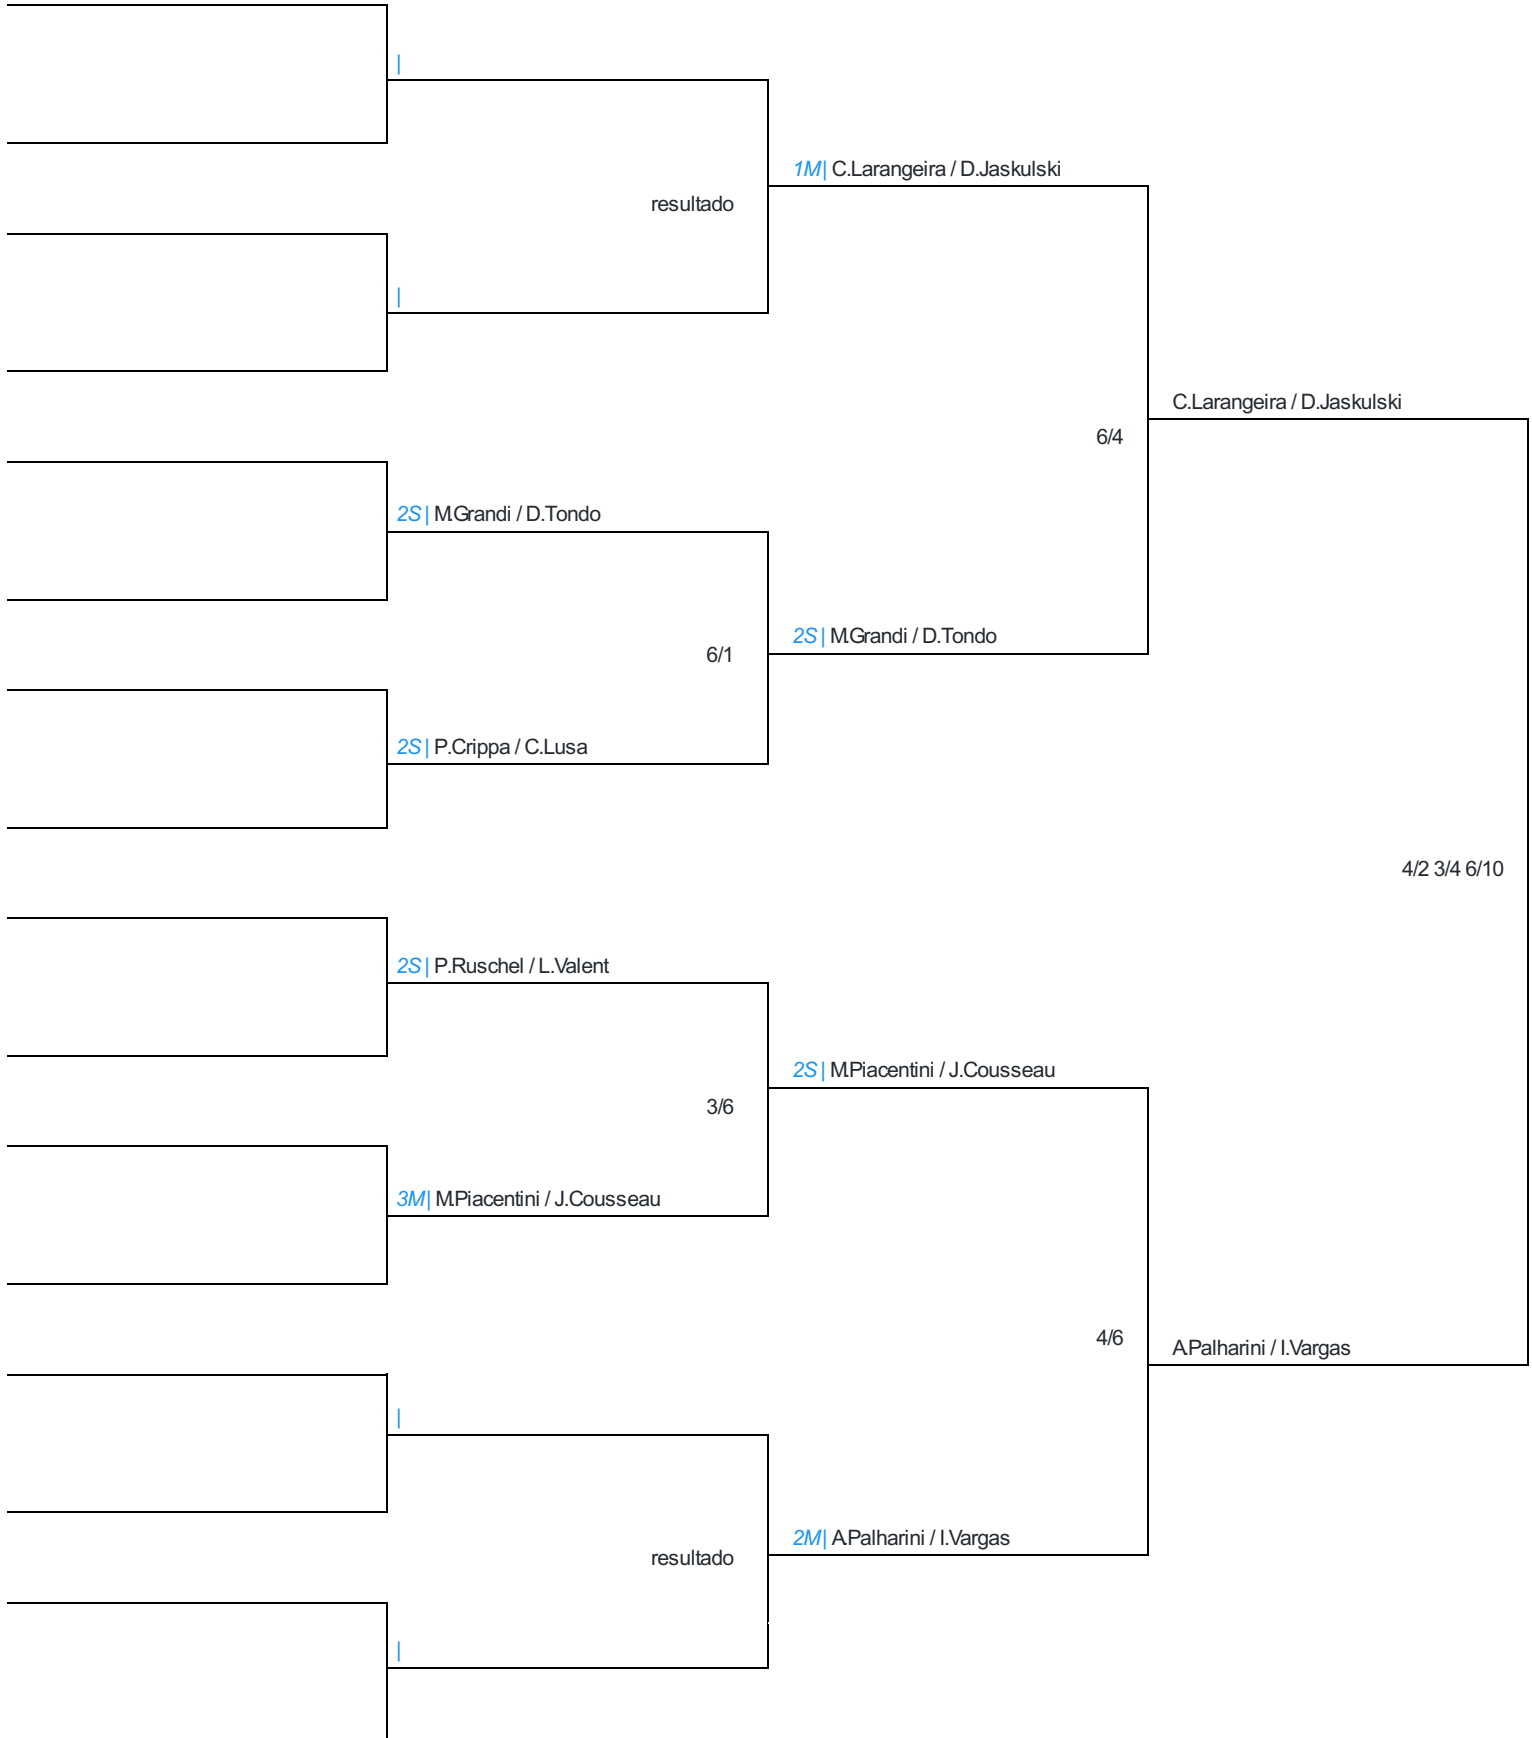 |
1M| C.Larangeira / D.Jaskulski
resultado
|
C.Larangeira / D.Jaskulski
6/4
2S| M.Grandi / D.Tondo
2S| M.Grandi / D.Tondo
6/1
2S| P.Crippa / C.Lusa
4/2 3/4 6/10
2S| P.Ruschel / L.Valent
2S| M.Piacentini / J.Cousseau
3/6
3M| M.Piacentini / J.Cousseau
4/6
A.Palharini / I.Vargas
|
2M| A.Palharini / I.Vargas
resultado
|